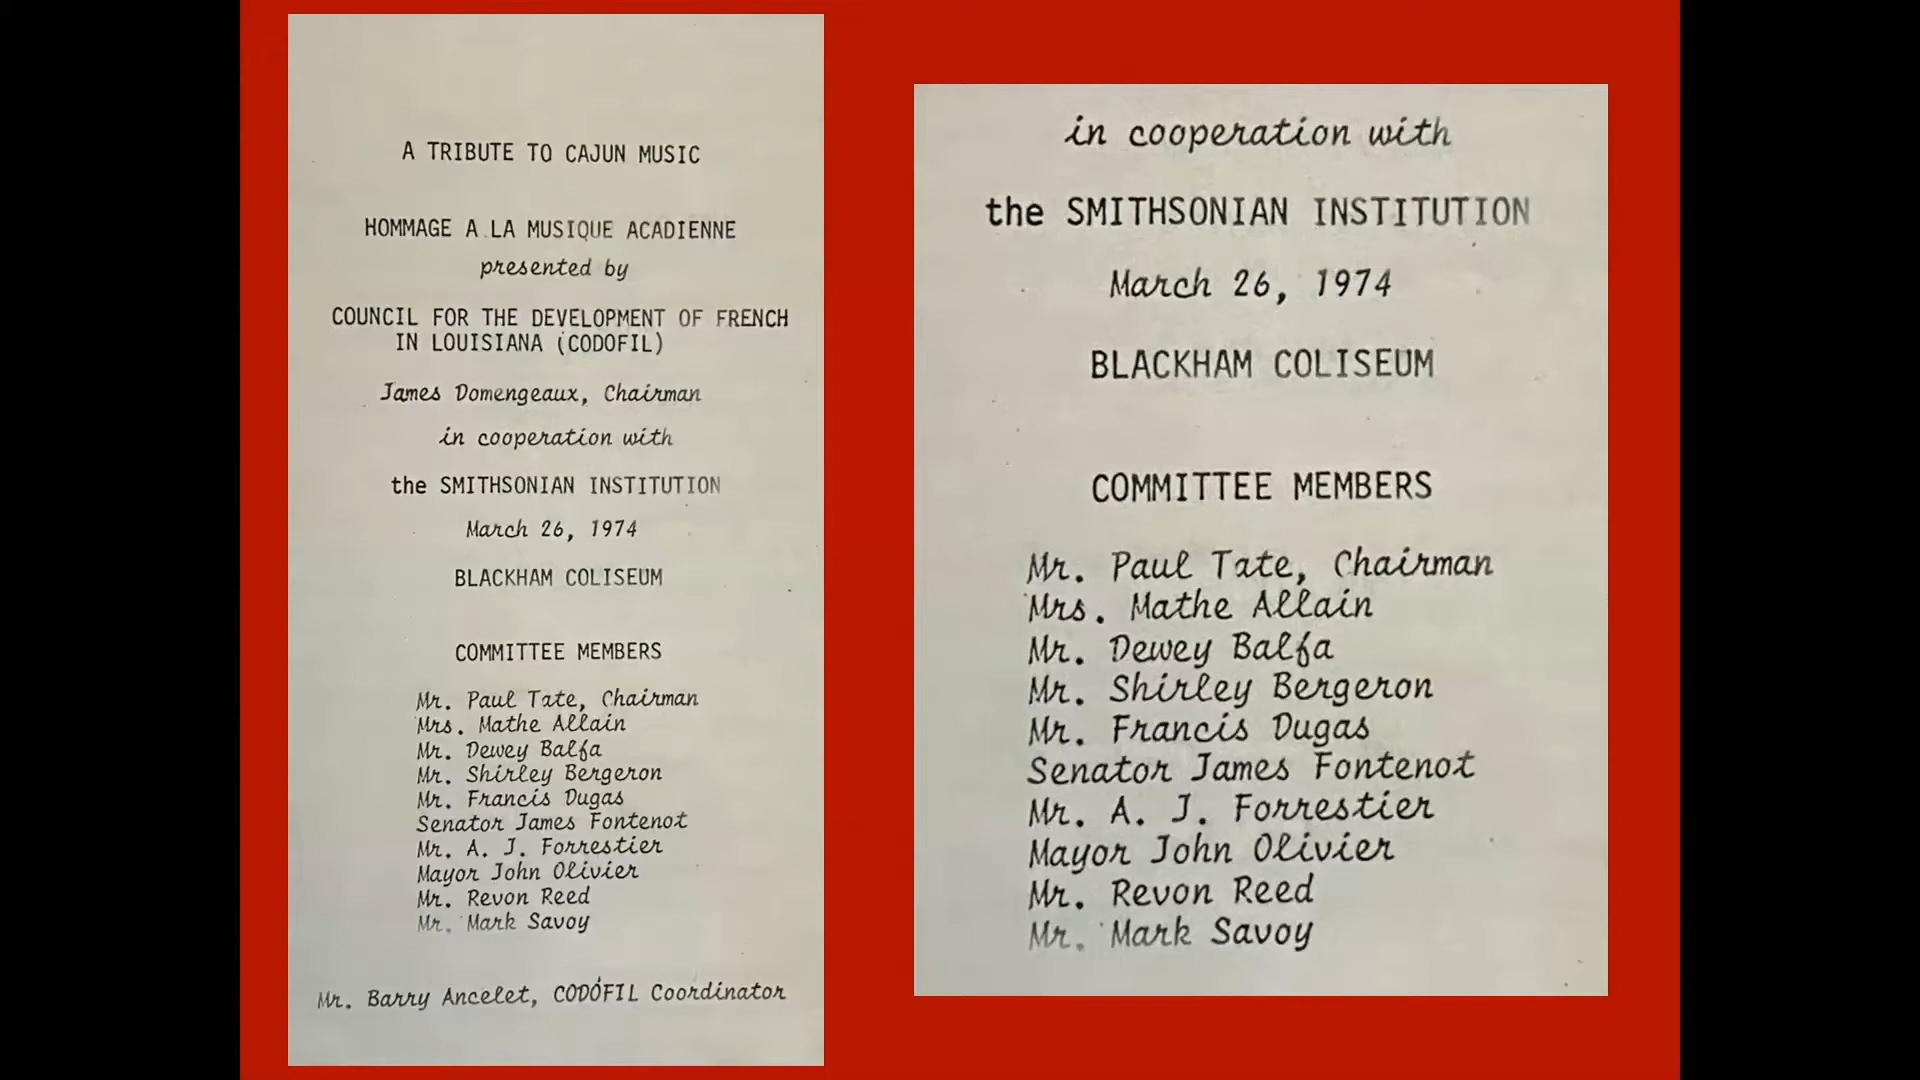 A TRIBUTE TO CAJUN MUSIC
HOMMAGE A LA MUSIQUE ACADIENNE
presented by
COUNCIL FOR THE DEVELOPMENT OF FRENCH
IN LOUISIANA (CODOFIL)
James Domengeaux, Chairman
in cooperation with
the SMITHSONIAN INSTITUTION
March 26, 1974
BLACKHAM COLISEUM
COMMITTEE MEMBERS
Mr. Paul Tate, Chairman
Mrs. Mathe Allain
Mr. Dewey Balfa
Mr. Shirley Bergeron
Mr. Francis Dugas
Senator James Fontenot
Mr. A. J. Forrestier
Mayor John Olivier
Mr. Revon Reed
Mr. Mark Savoy
Mr. Barry Ancelet, CODOFIL Coordinator
in cooperation with
the SMITHSONIAN INSTITUTION
March 26, 1974
BLACKHAM COLISEUM
COMMITTEE MEMBERS
Mr. Paul Tate, Chairman
Mrs. Mathe Allain
Mr. Dewey Balfa
Mr. Shirley Bergeron
Mr. Francis Dugas
Senator James Fontenot
Mr. A. J. Forrestier
Mayor John Olivier
Mr. Revon Reed
Mr. Mark Savoy